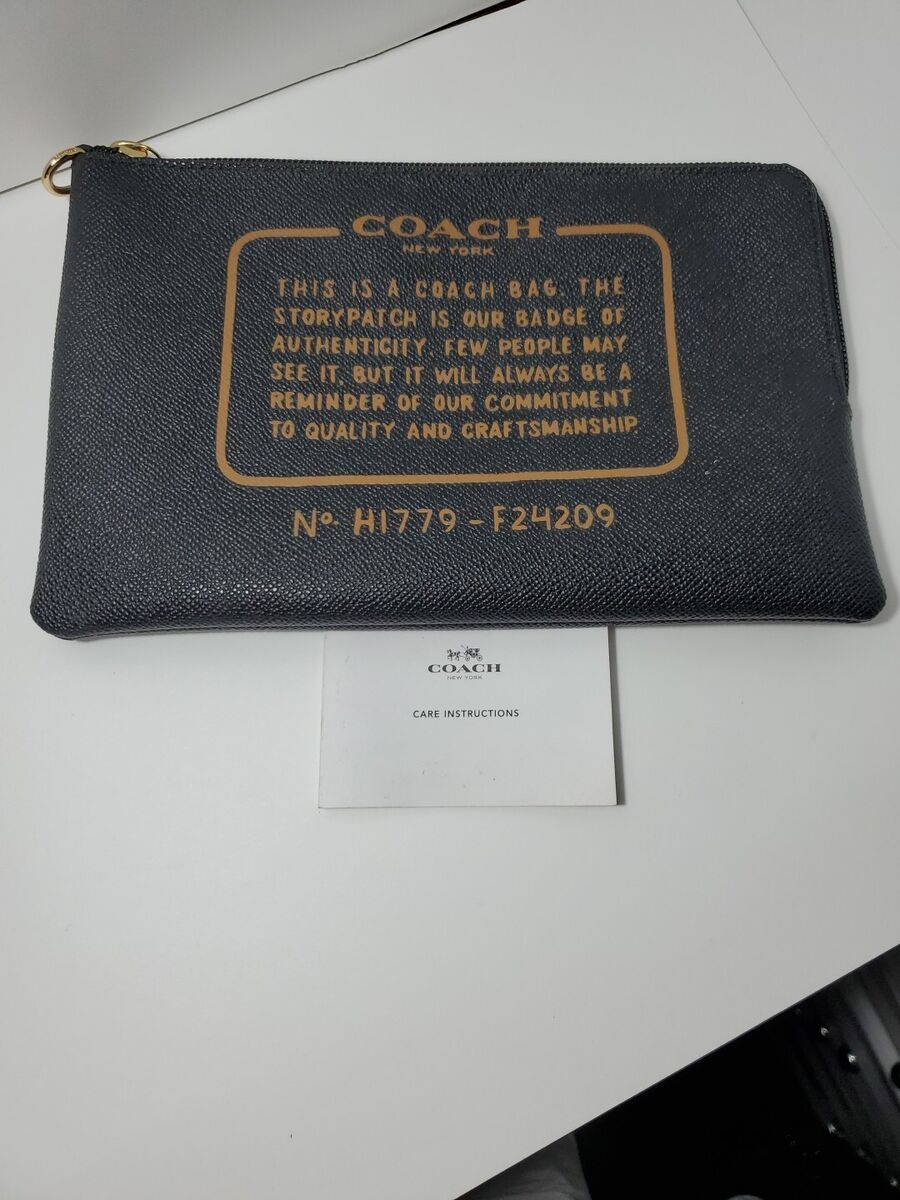 COACH
NEW YORK
THIS IS A COACH BAG. THE
STORYPATCH IS OUR BADGE OF
AUTHENTICITY. FEW PEOPLE MAY
SEE IT, BUT IT WILL ALWAYS BE A
REMINDER OF OUR COMMITMENT
TO QUALITY AND CRAFTSMANSHIP.
Nº. H1779 - F24209
COACH
NEW YORK
CARE INSTRUCTIONS